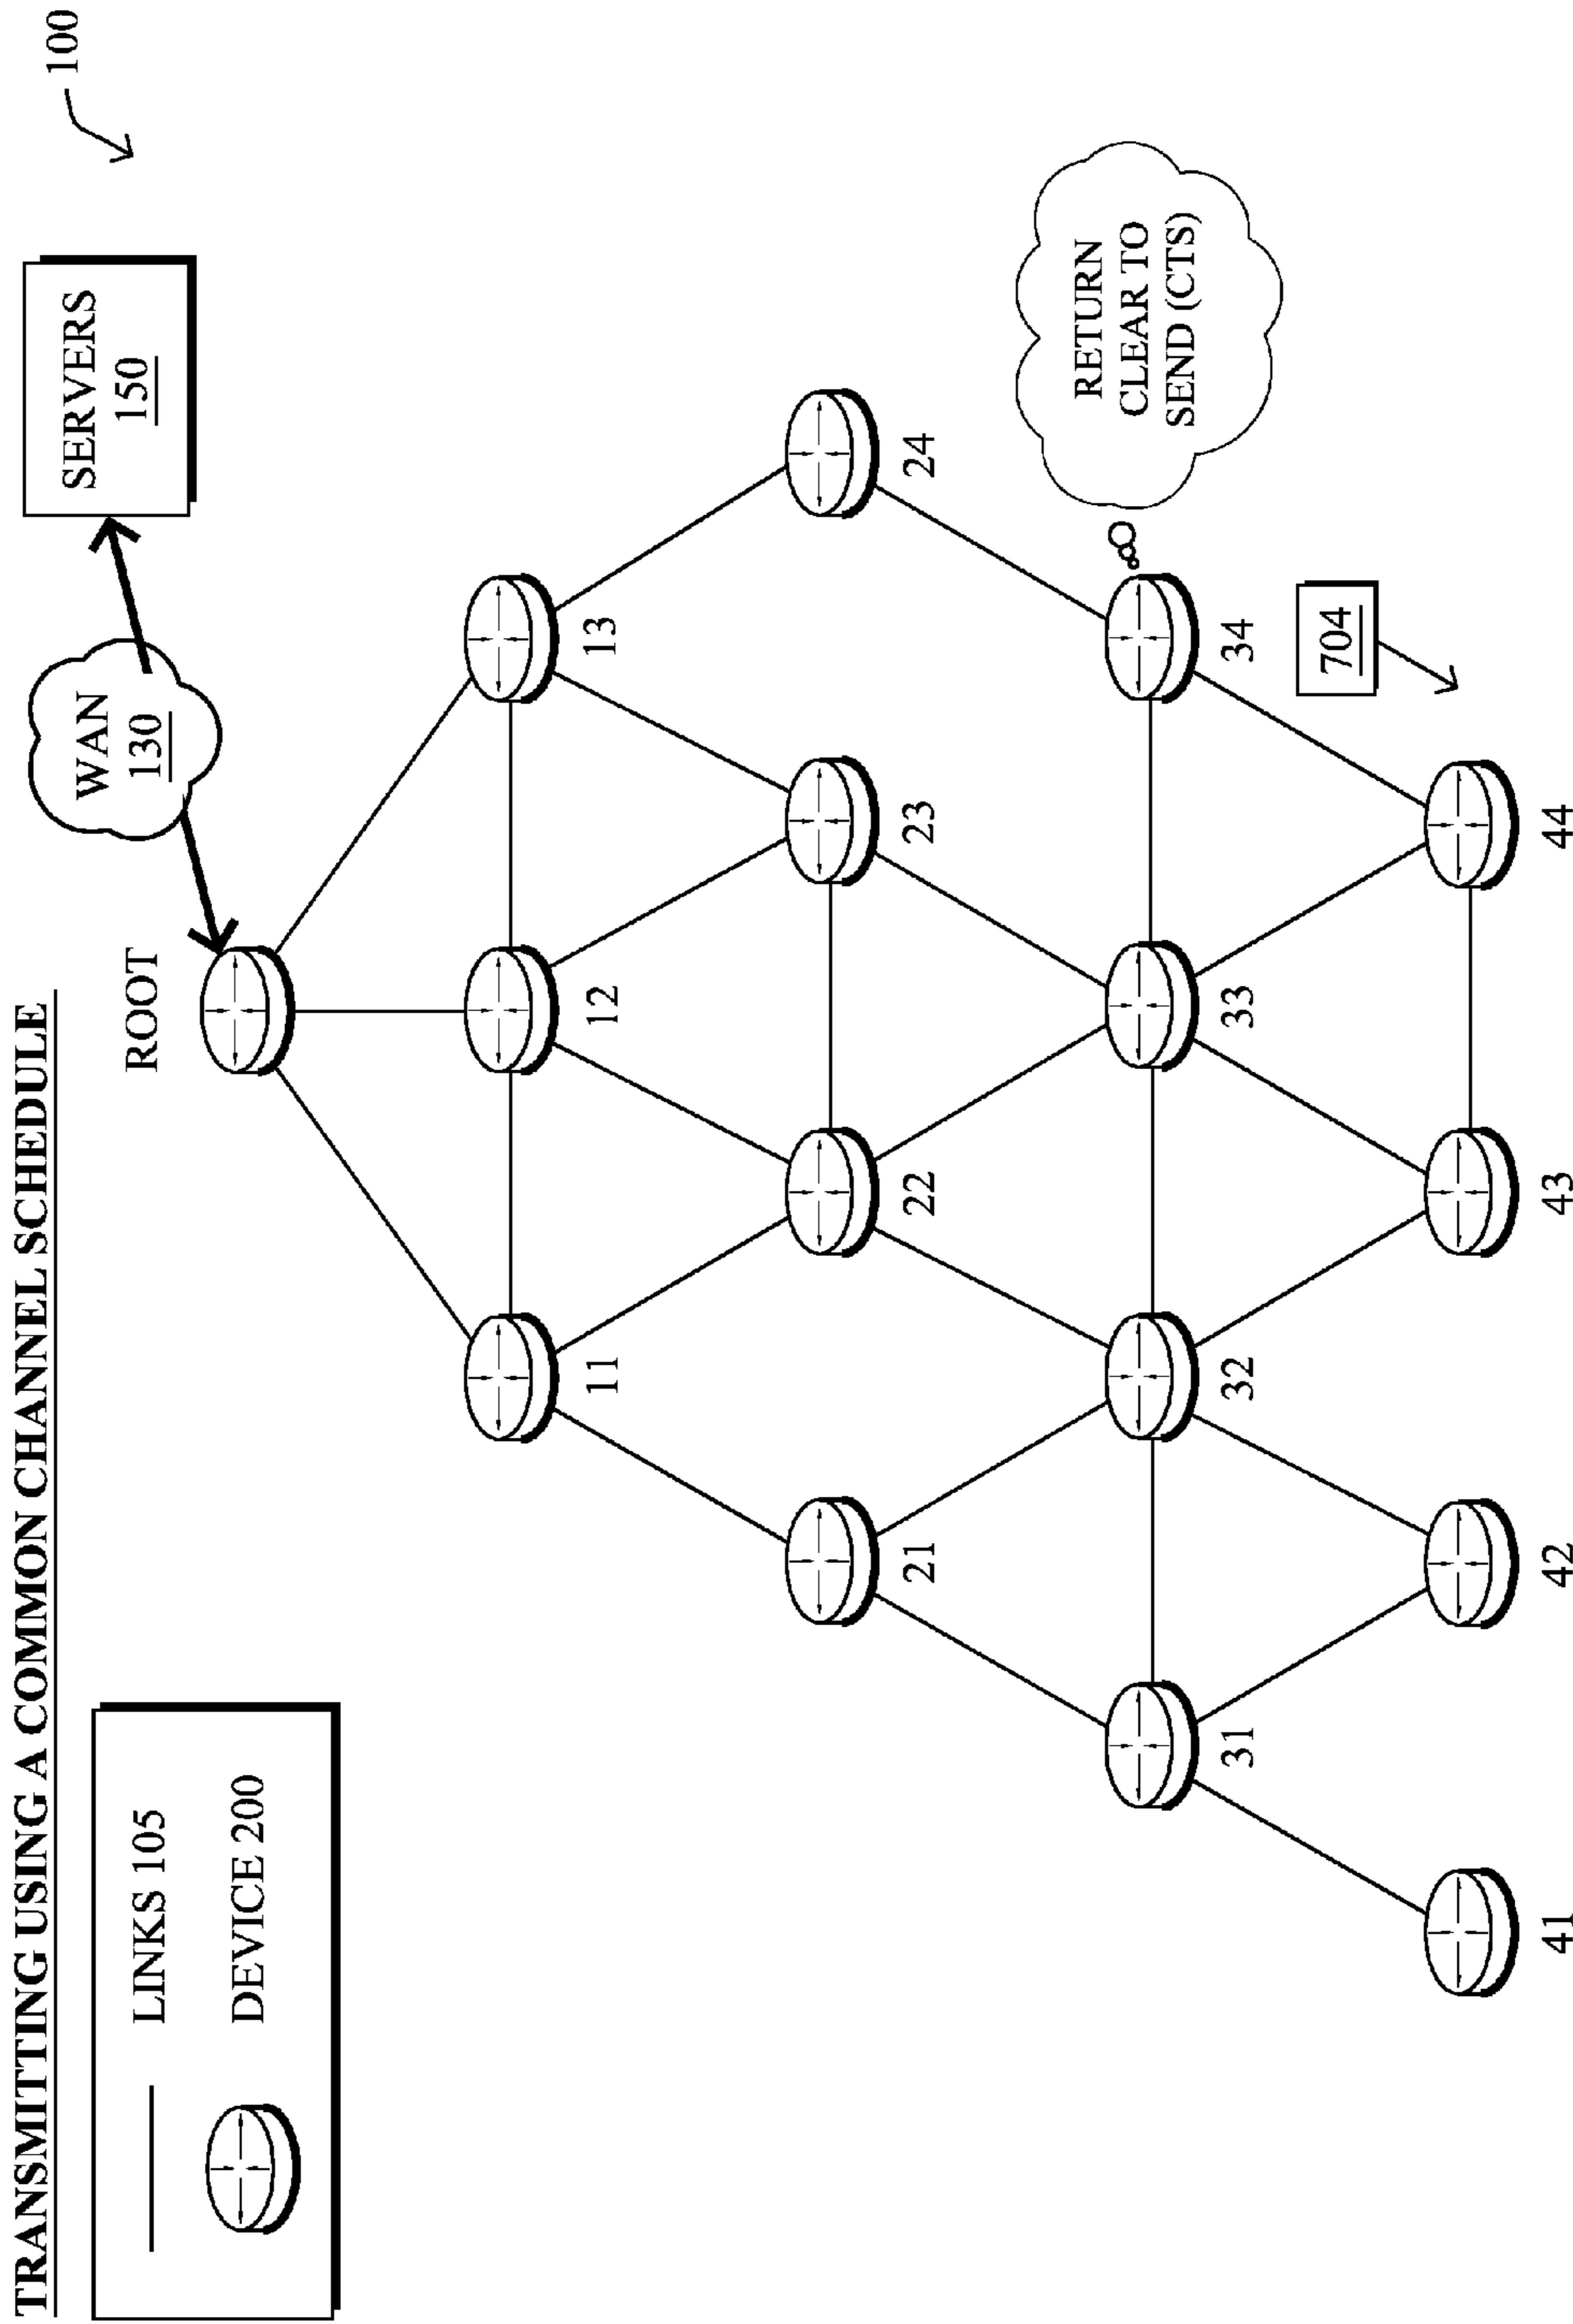 TRANSMITTING USING A COMMON CHANNEL SCHEDULE
100
LINKS 105
DEVICE 200
SERVERS
150
WAN
130
ROOT
11
12
13
21
22
23
24
RETURN
CLEAR TO
SEND (CTS)
31
32
33
34
704
41
42
43
44